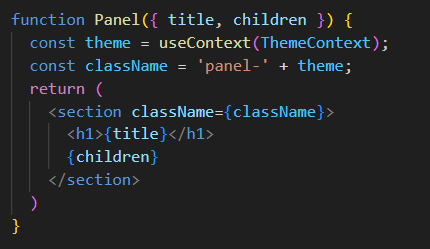 function Panel({ title, children }) {
  const theme = useContext(ThemeContext);
  const className = 'panel-' + theme;
  return (
    <section className={className}>
      <h1>{title}</h1>
      {children}
    </section>
  )
}